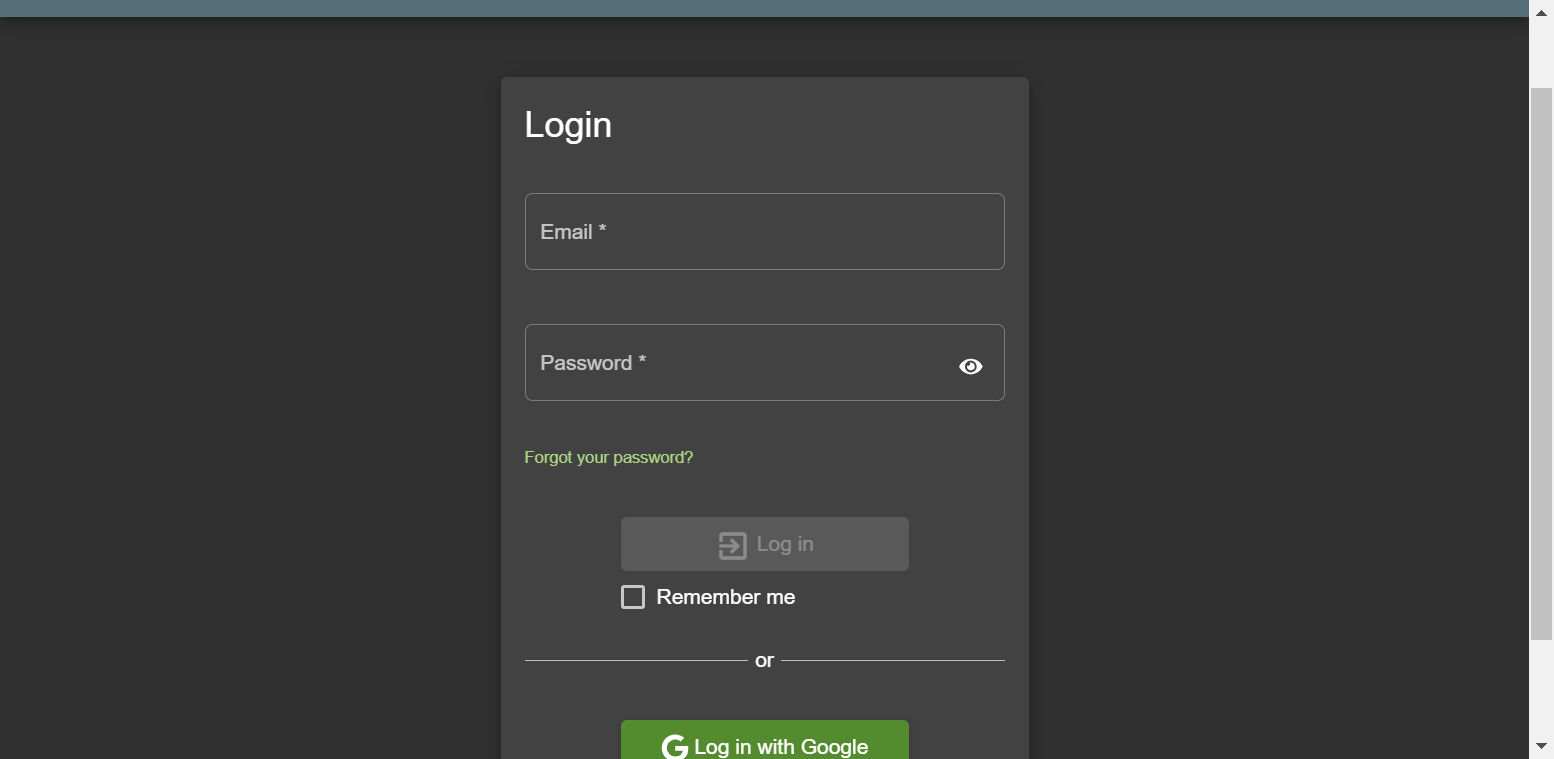 Login
Email *
Password *
Forgot your password?
Log in
Remember me
or
Log in with Google